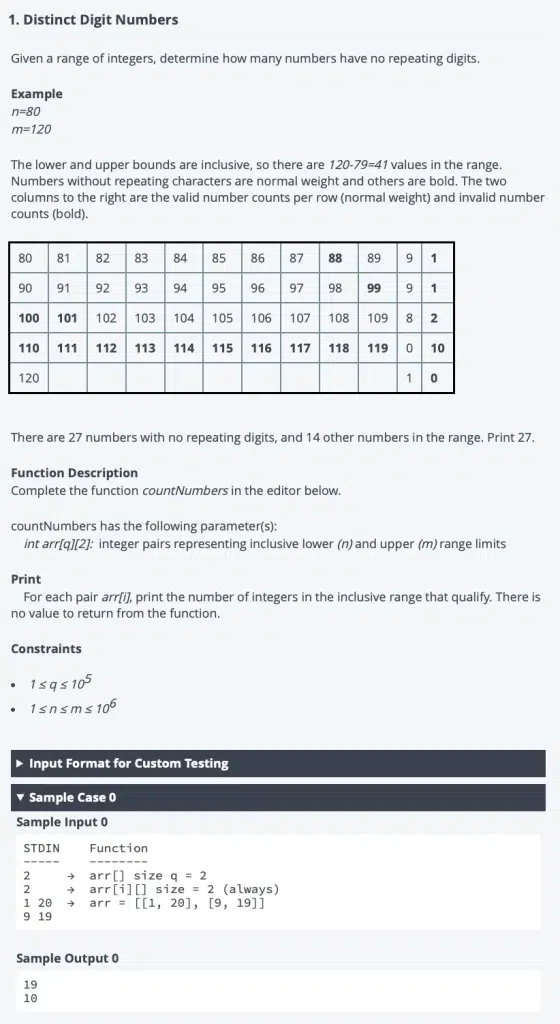 1. Distinct Digit Numbers
Given a range of integers, determine how many numbers have no repeating digits.
Example
n=80
m=120
The lower and upper bounds are inclusive, so there are 120-79=41 values in the range.
Numbers without repeating characters are normal weight and others are bold. The two
columns to the right are the valid number counts per row (normal weight) and invalid number
counts (bold).
80 81 82 83 84 85 86 87 88 89 9 1
90 91 92 93 94 95 96 97 98 99 9 1
100 101 102 103 104 105 106 107 108 109 8 2
110 111 112 113 114 115 116 117 118 119 0 10
120 1 0
There are 27 numbers with no repeating digits, and 14 other numbers in the range. Print 27.
Function Description
Complete the function countNumbers in the editor below.
countNumbers has the following parameter(s):
int arr[q][2]: integer pairs representing inclusive lower (n) and upper (m) range limits
Print
For each pair arr[i], print the number of integers in the inclusive range that qualify. There is
no value to return from the function.
Constraints
• 1 ≤ q ≤ 10⁵
• 1 ≤ n ≤ m ≤ 10⁶
▶ Input Format for Custom Testing
▼ Sample Case 0
Sample Input 0
STDIN Function
----- --------
2 → arr[] size q = 2
2 → arr[i][] size = 2 (always)
1 20 → arr = [[1, 20], [9, 19]]
9 19
Sample Output 0
19
10